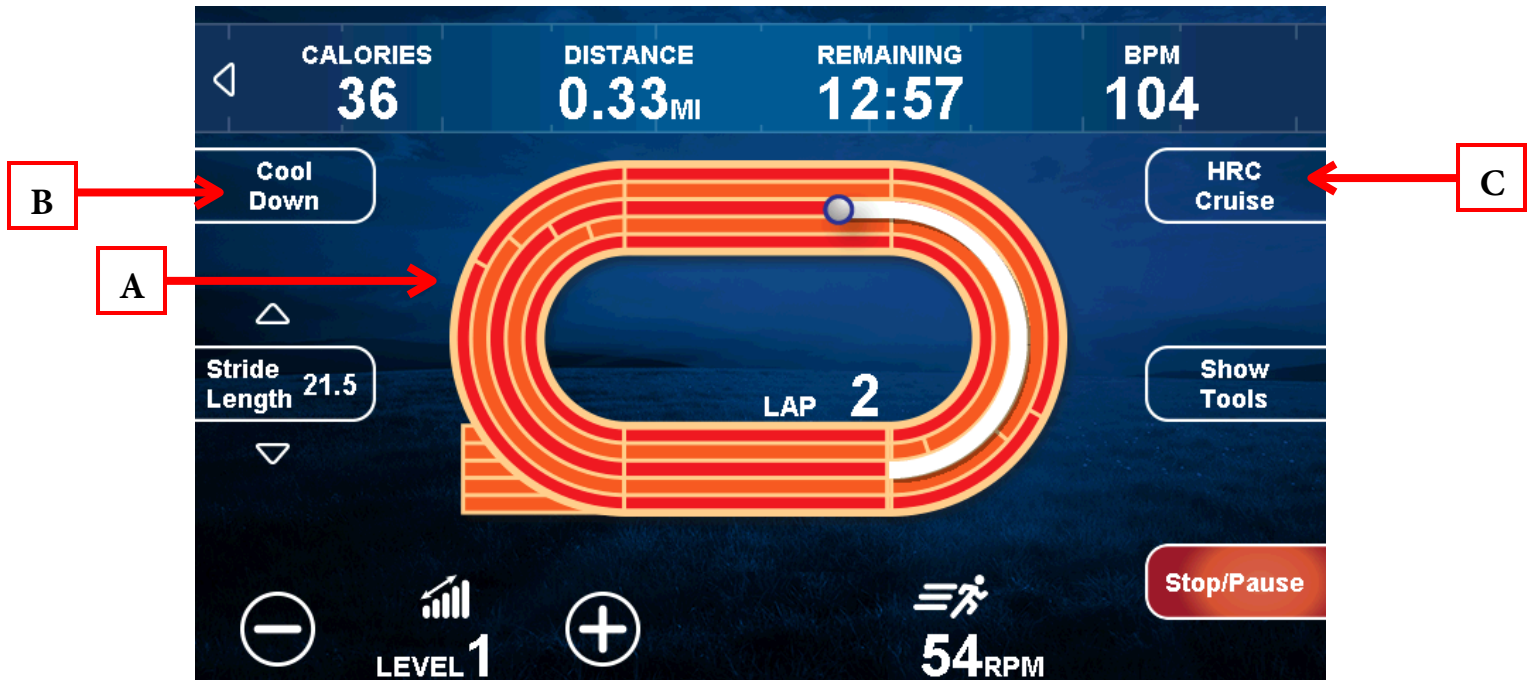 CALORIES DISTANCE REMAINING BPM
36 0.33MI 12:57 104
B
Cool
Down
HRC
Cruise
C
A
Stride
Length 21.5
LAP 2
Show
Tools
Stop/Pause
LEVEL 1
54RPM